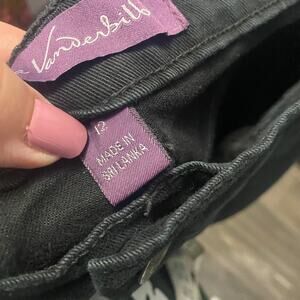 Vanderbilt
12
MADE IN
SRI LANKA